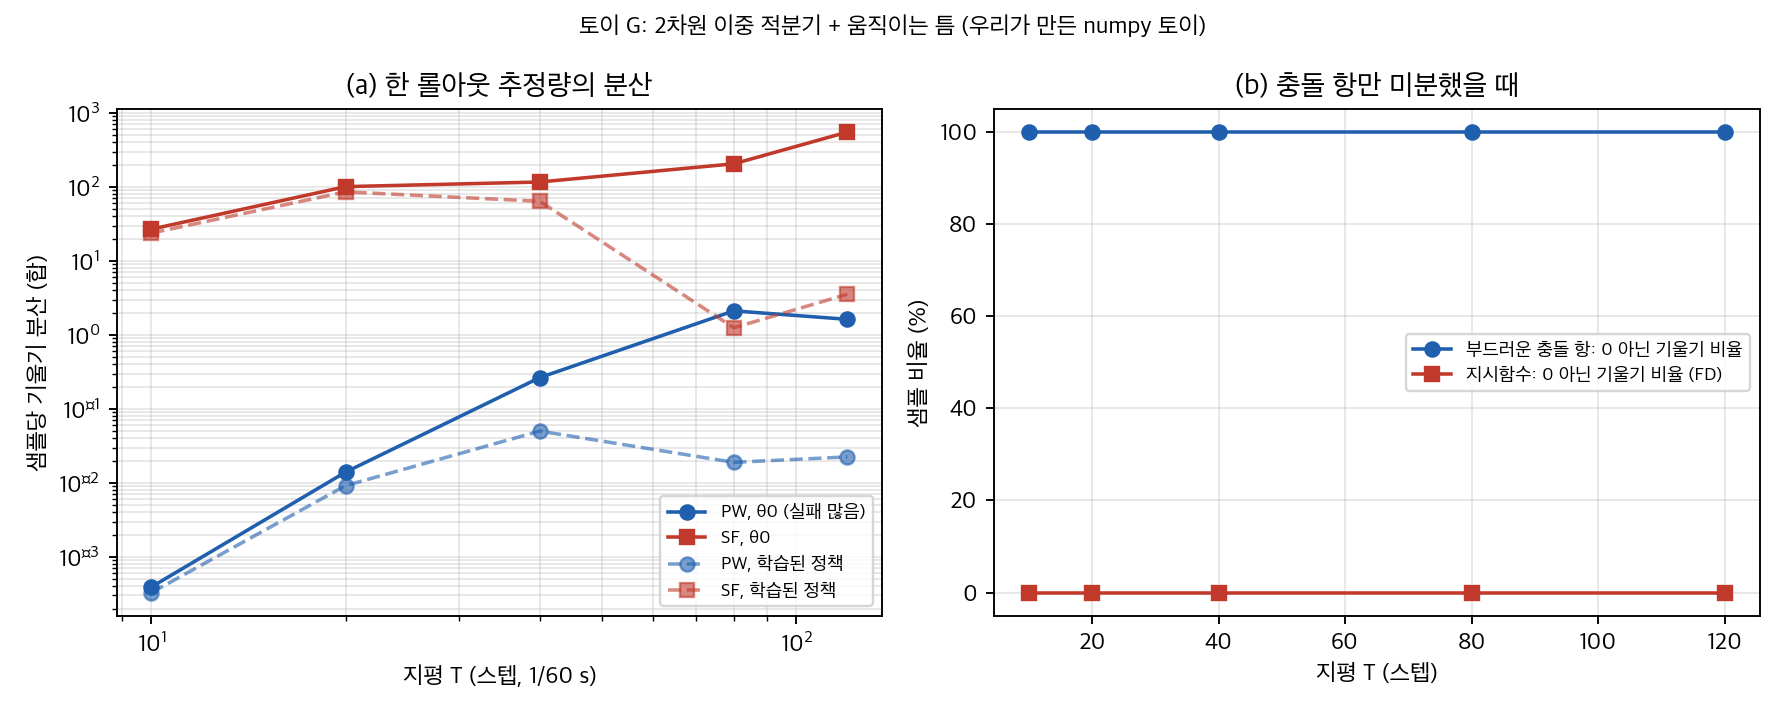 토이 G: 2차원 이중 적분기 + 움직이는 틈 (우리가 만든 numpy 토이)
(a) 한 롤아웃 추정량의 분산
샘플당 기울기 분산 (합)
10³
10²
10¹
10⁰
10¤¹
10¤²
10¤³
10¹
10²
지평 T (스텝, 1/60 s)
PW, θ0 (실패 많음)
SF, θ0
PW, 학습된 정책
SF, 학습된 정책
(b) 충돌 항만 미분했을 때
샘플 비율 (%)
100
80
60
40
20
0
20
40
60
80
100
120
지평 T (스텝)
부드러운 충돌 항: 0 아닌 기울기 비율
지시함수: 0 아닌 기울기 비율 (FD)